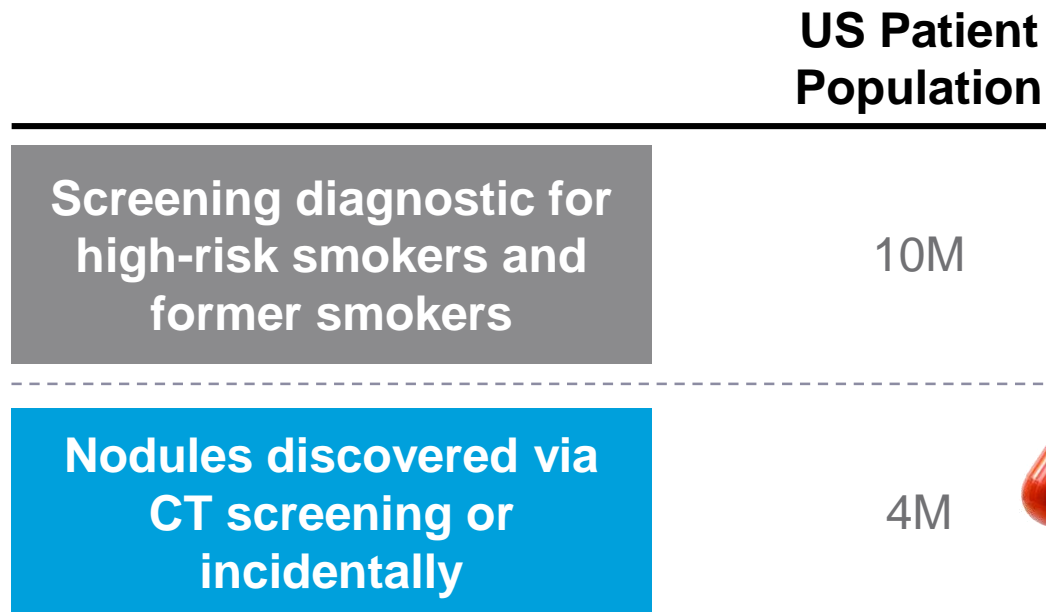 US Patient
Population
Screening diagnostic for
high-risk smokers and
former smokers
10M
Nodules discovered via
CT screening or
incidentally
4M